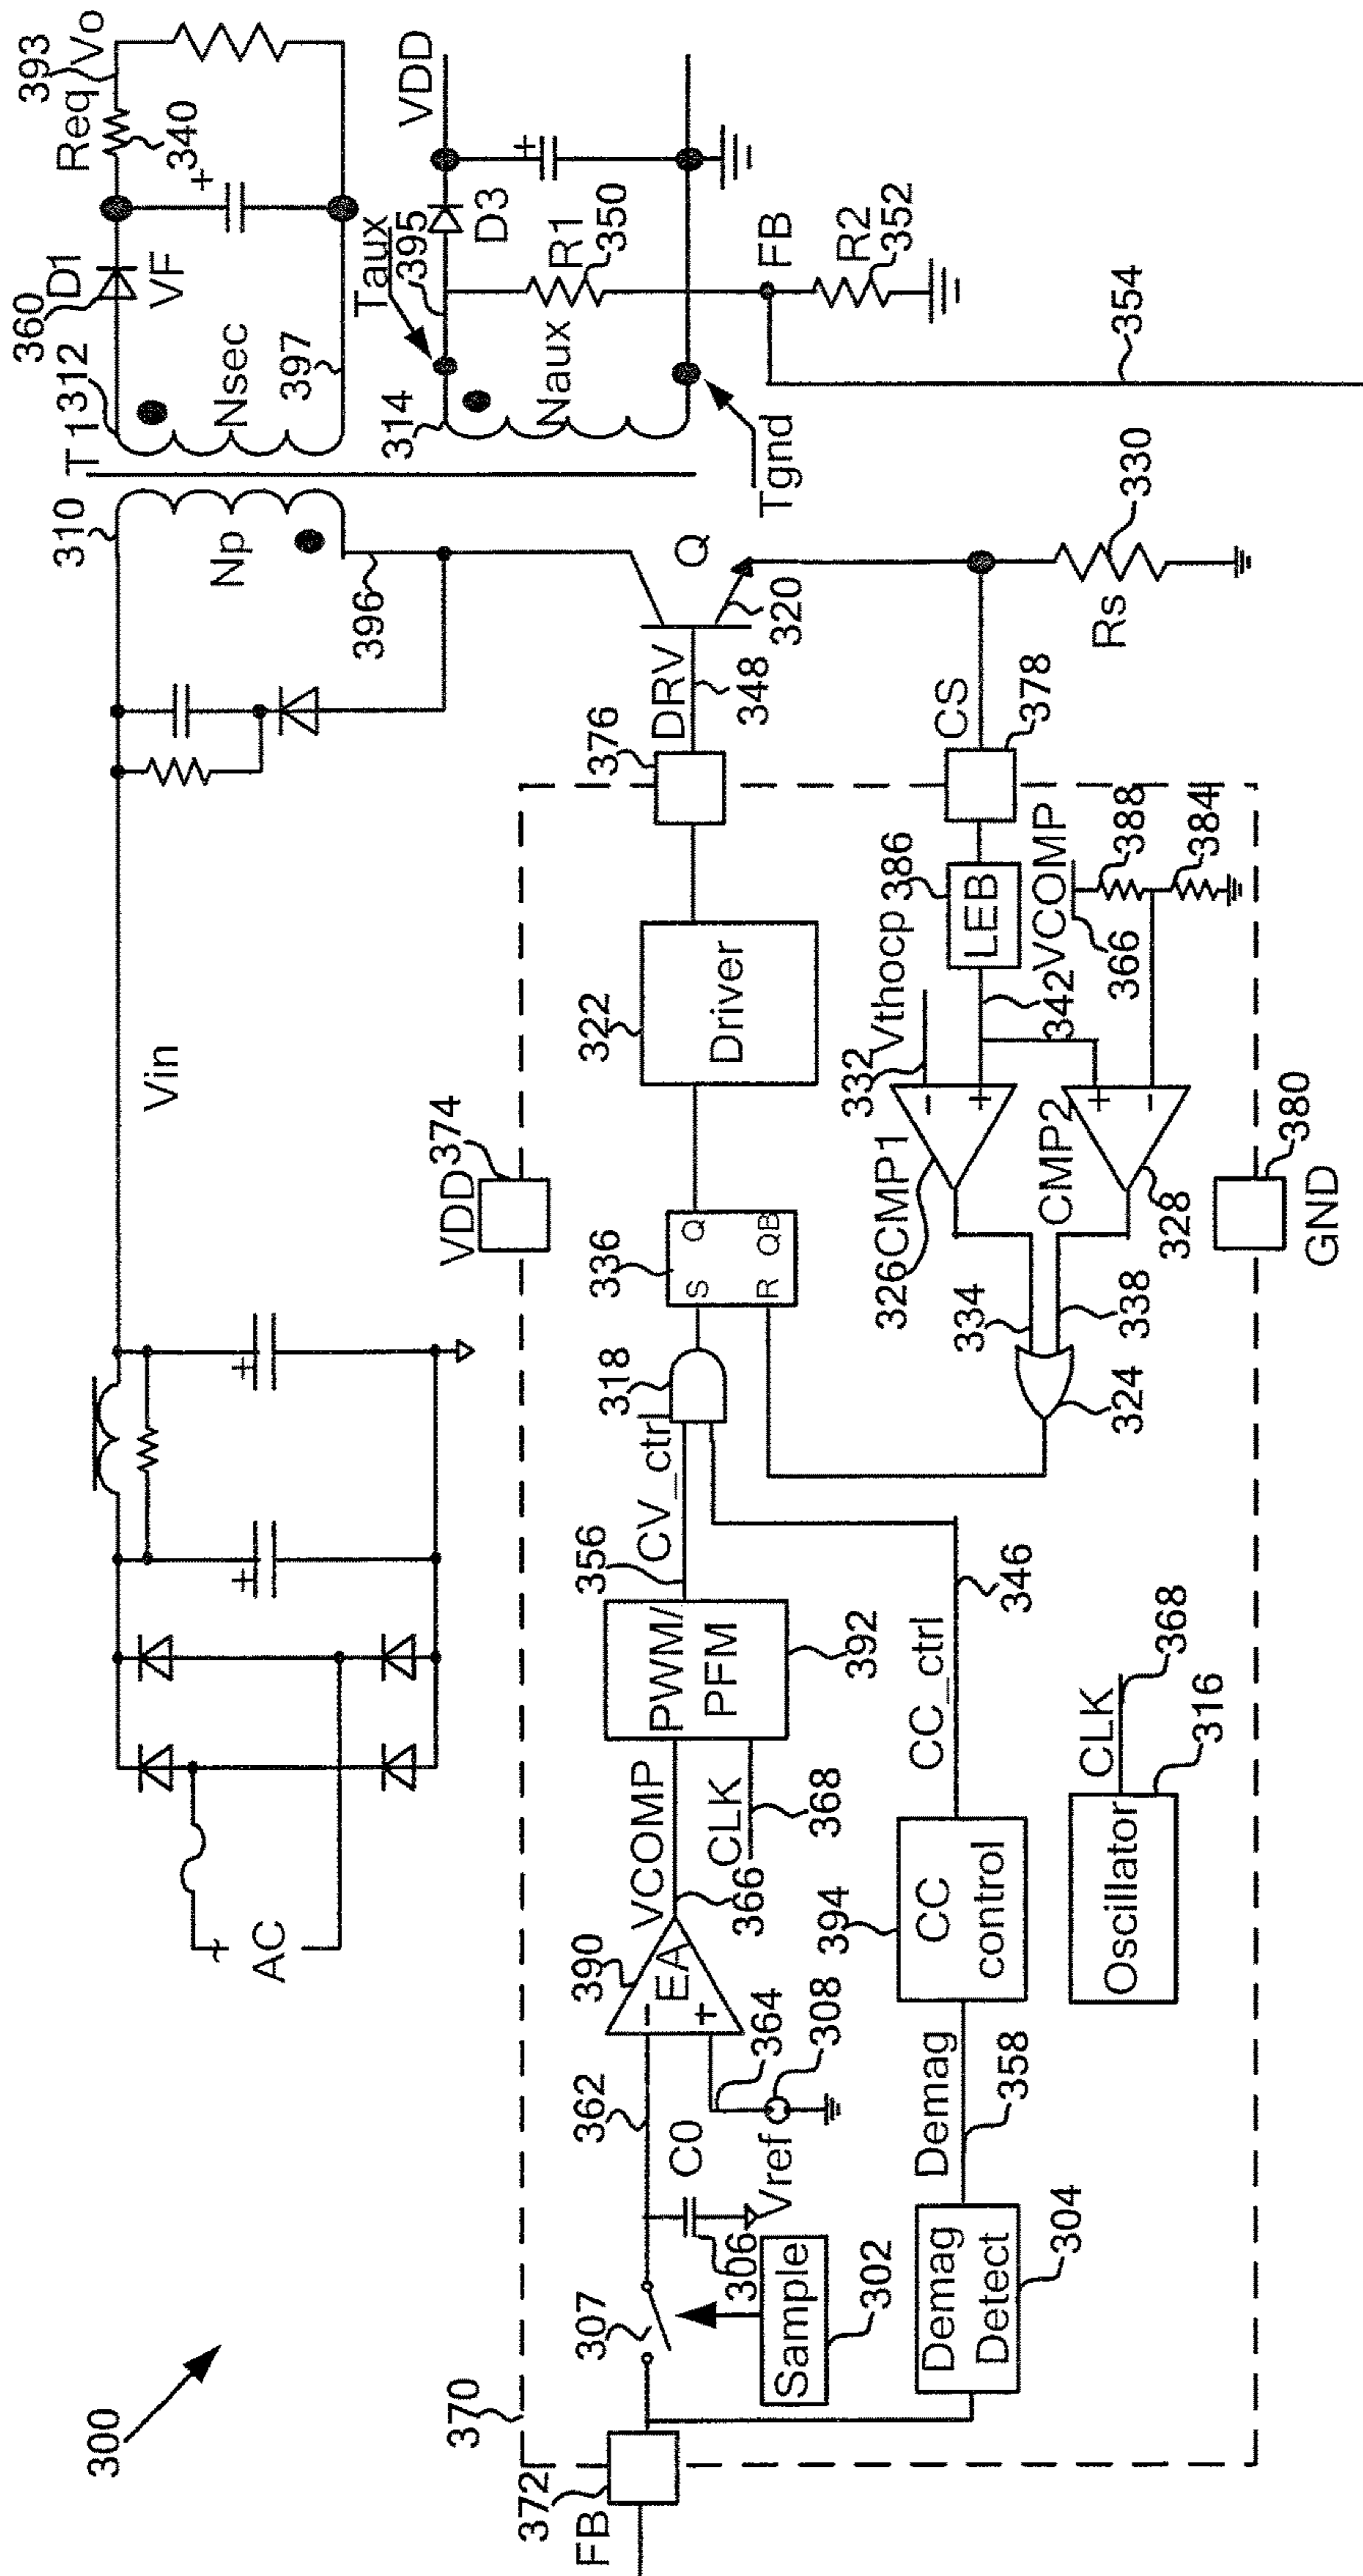 300
AC
~
Vin
310
Np
396
T1
312
Nsec
397
360
D1
VF
Req
340
393
Vo
+
+
+
314
Naux
Taux
395
D3
VDD
+
R1
350
FB
R2
352
354
Tgnd
370
372
FB
307
362
C0
306
Sample
302
Vref
308
364
390
EA
-
+
VCOMP
366
CLK
368
PWM/
PFM
392
356
CV_ctrl
318
336
S
Q
R
QB
VDD
374
322
Driver
376
DRV
348
Q
320
Demag
Detect
304
Demag
358
394
CC
control
CC_ctrl
346
Oscillator
316
CLK
368
324
334
338
326
CMP1
-
+
CMP2
+
-
328
332
Vthocp
342
386
LEB
VCOMP
366
388
384
CS
378
Rs
330
380
GND